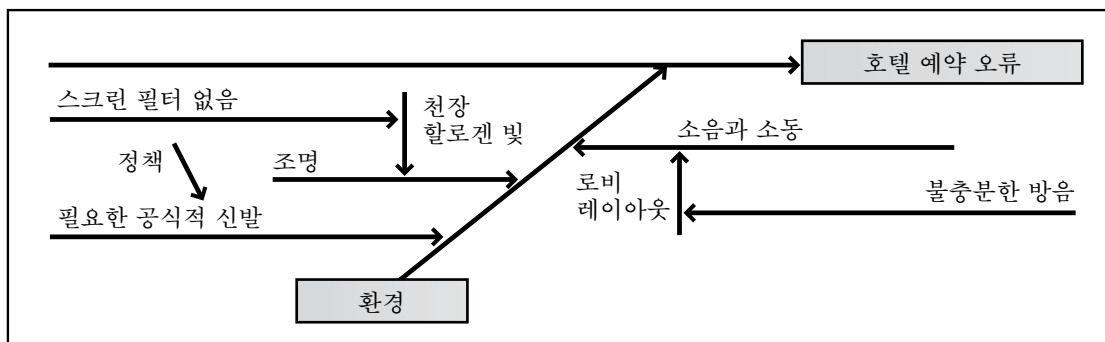 호텔 예약 오류
스크린 필터 없음
천장
할로겐 빛
소음과 소동
정책
조명
로비
레이아웃
불충분한 방음
필요한 공식적 신발
환경